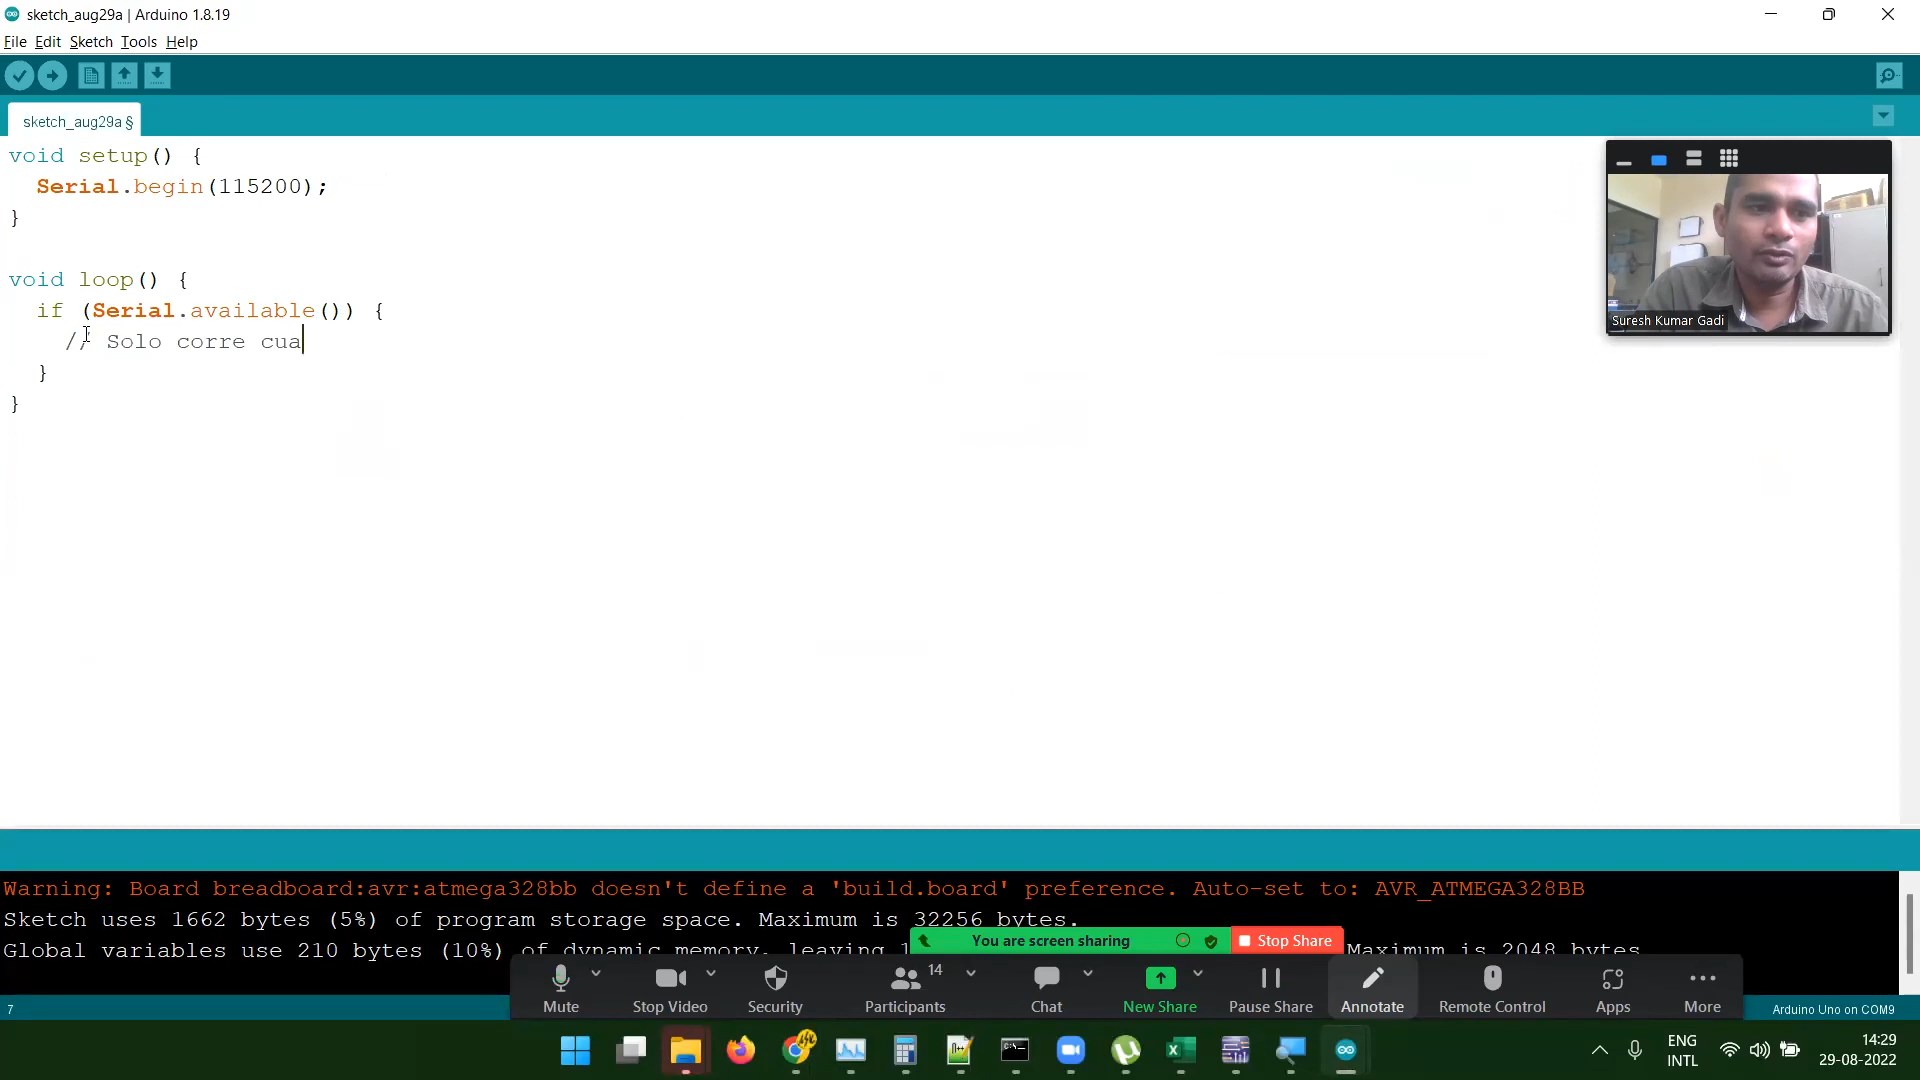 sketch_aug29a | Arduino 1.8.19
File Edit Sketch Tools Help
sketch_aug29a §
void setup() {
Serial.begin(115200);
}
void loop() {
if (Serial.available()) {
// Solo corre cua
}
}
Suresh Kumar Gadi
Warning: Board breadboard:avr:atmega328bb doesn't define a 'build.board' preference. Auto-set to: AVR_ATMEGA328BB
Sketch uses 1662 bytes (5%) of program storage space. Maximum is 32256 bytes.
Global variables use 210 bytes (10%) of dynamic memory, leaving 1 Maximum is 2048 bytes
You are screen sharing Stop Share
14
Mute Stop Video Security Participants Chat New Share Pause Share Annotate Remote Control Apps More
7 Arduino Uno on COM9
ENG
INTL
14:29
29-08-2022